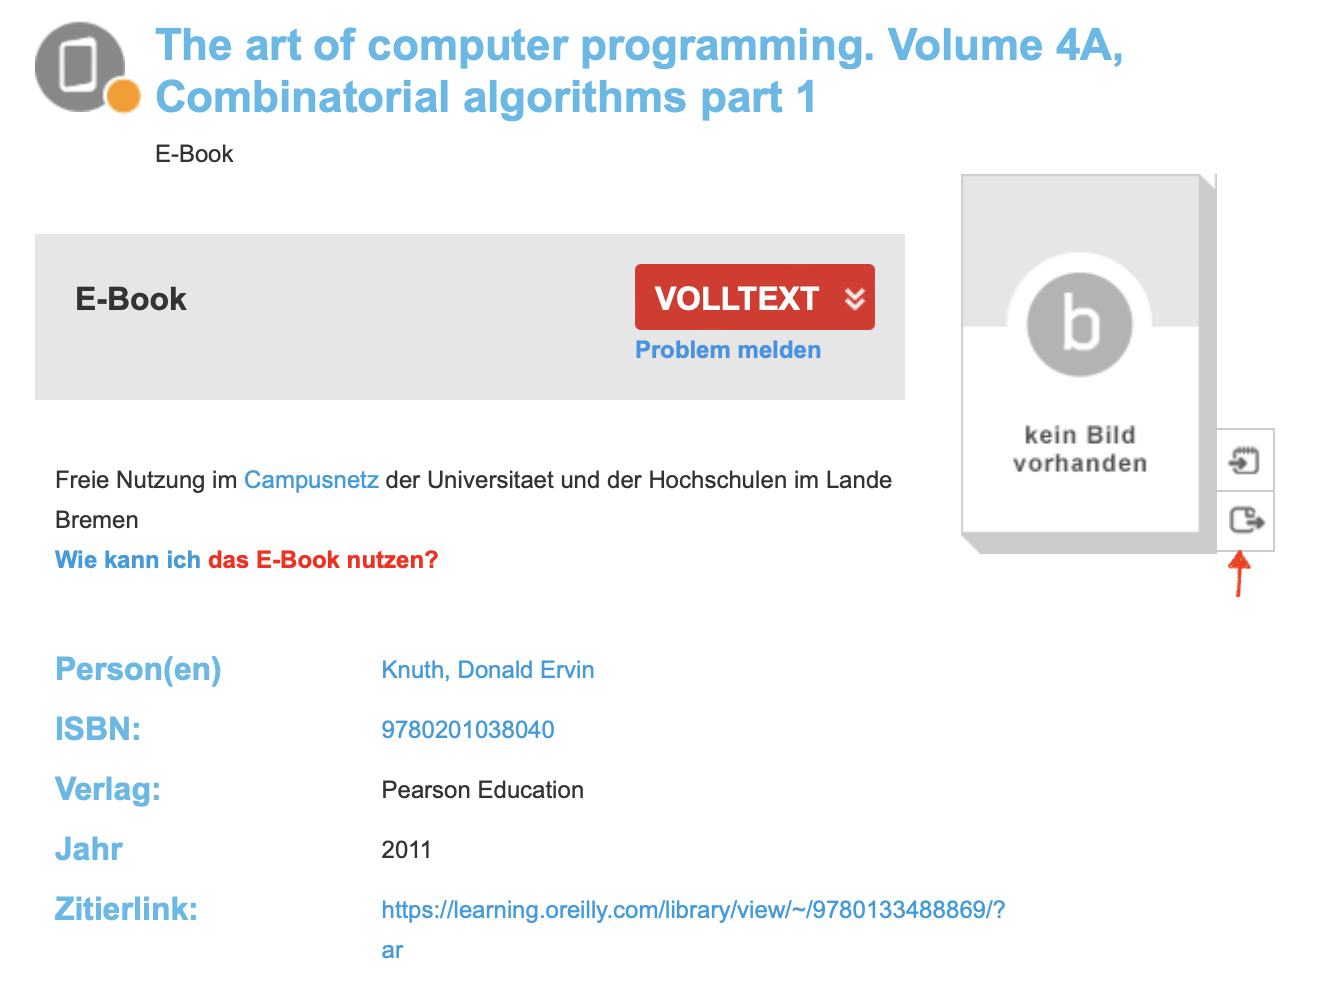 The art of computer programming. Volume 4A,
Combinatorial algorithms part 1
E-Book
E-Book
VOLLTEXT
Problem melden
b
kein Bild
vorhanden
Freie Nutzung im Campusnetz der Universitaet und der Hochschulen im Lande
Bremen
Wie kann ich das E-Book nutzen?
Person(en)
Knuth, Donald Ervin
ISBN:
9780201038040
Verlag:
Pearson Education
Jahr
2011
Zitierlink:
https://learning.oreilly.com/library/view/~/9780133488869/?
ar